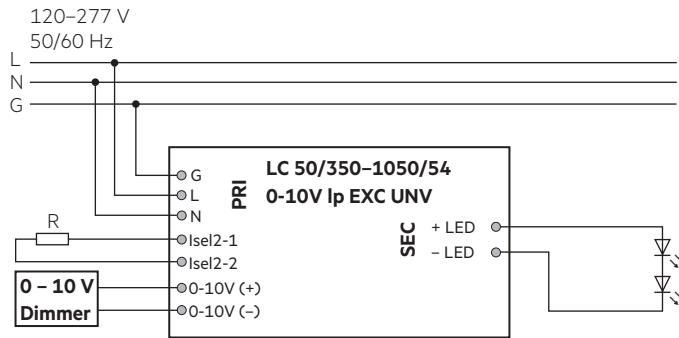 120–277 V
50/60 Hz
L
N
G
LC 50/350–1050/54
0-10V lp EXC UNV
PRI
G
L
N
R
Isel2-1
Isel2-2
0 – 10 V
Dimmer
0-10V (+)
0-10V (–)
SEC
+ LED
– LED